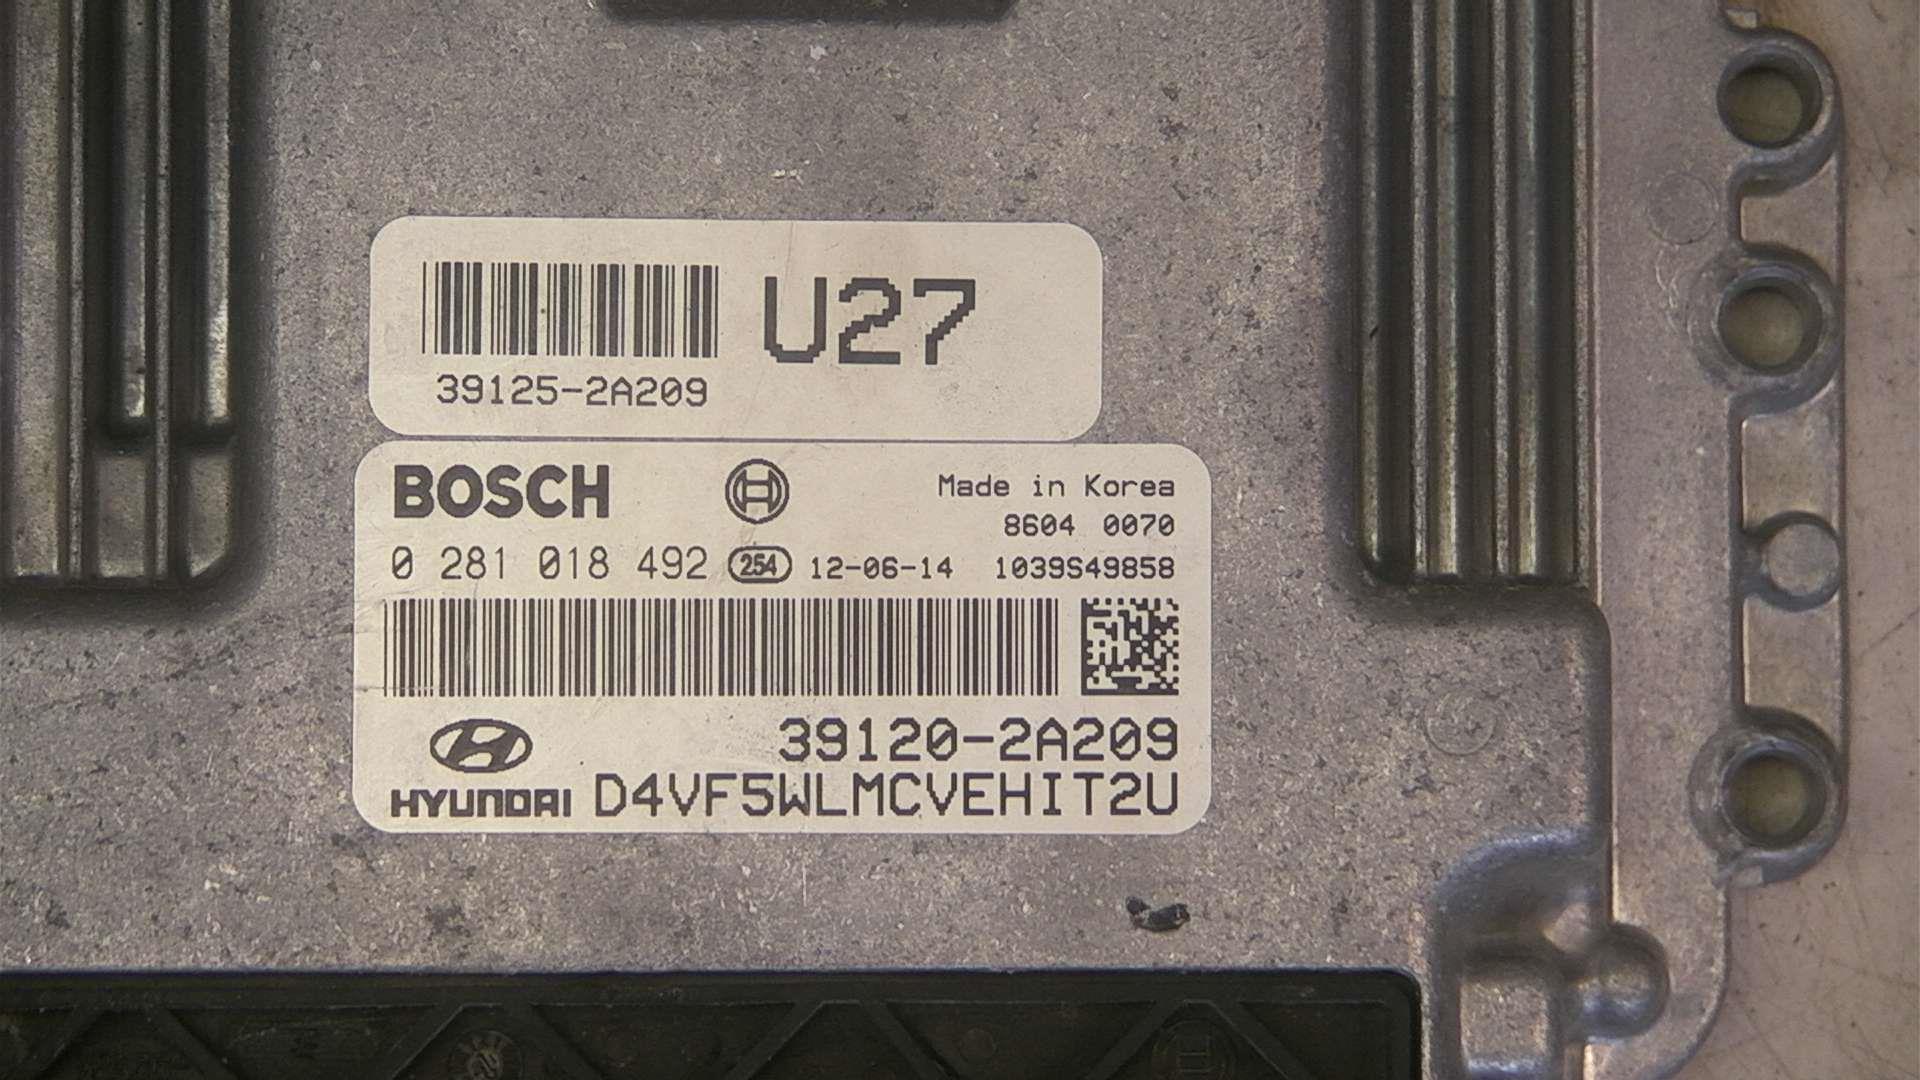 U27
39125-2A209
BOSCH
Made in Korea
8604 0070
0 281 018 492 254 12-06-14 1039S49858
39120-2A209
HYUNDAI D4VF5WLMCVEHIT2U